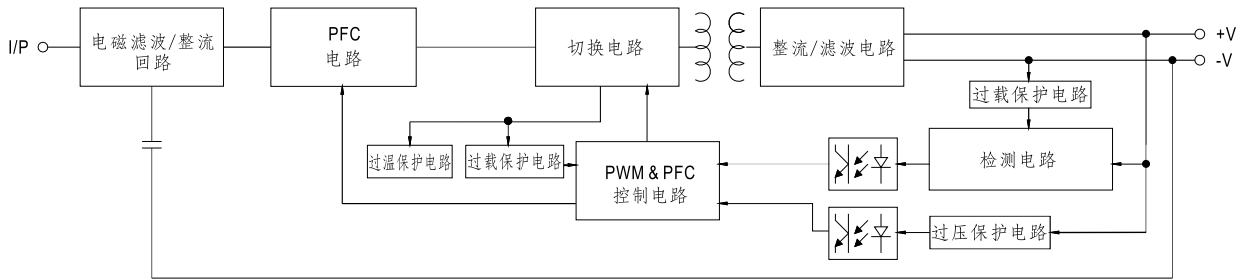 I/P
电磁滤波/整流
回路
PFC
电路
切换电路
整流/滤波电路
+V
-V
过载保护电路
过温保护电路
过载保护电路
PWM & PFC
控制电路
检测电路
过压保护电路